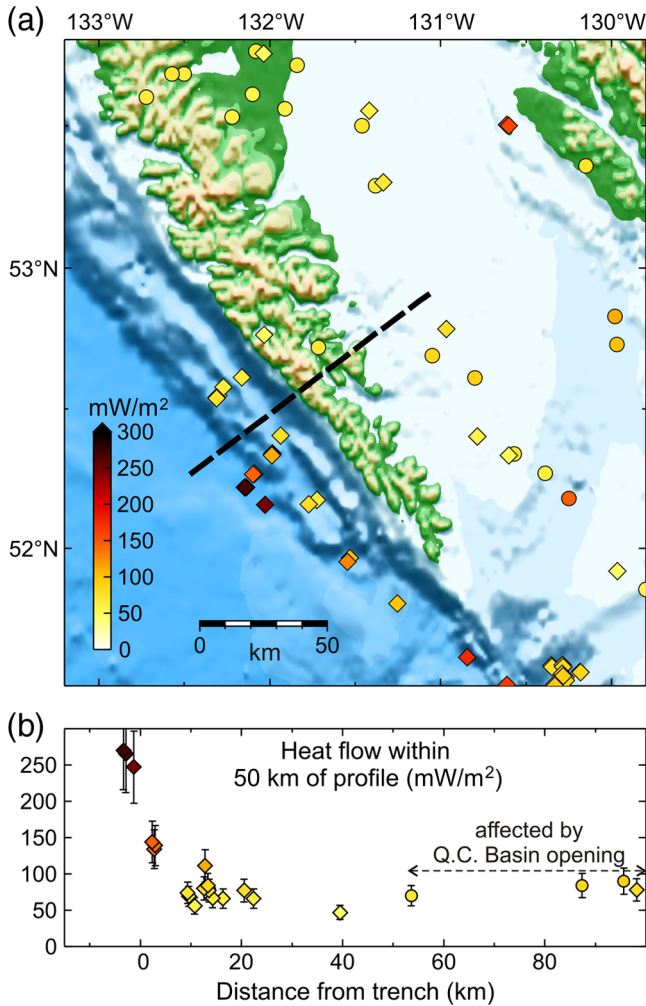 (a)
133°W 132°W 131°W 130°W
53°N
52°N
mW/m²
300
250
200
150
100
50
0
0 50
km
(b)
Heat flow within
50 km of profile (mW/m²)
affected by
Q.C. Basin opening
250
200
150
100
50
0
0 20 40 60 80
Distance from trench (km)